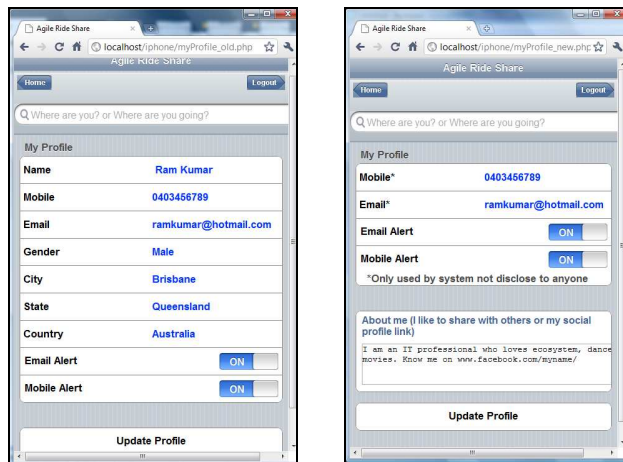 Agile Ride Share
localhost/iphone/myProfile_old.php
Agile Ride Share
Home
Logout
Where are you? or Where are you going?
My Profile
Name Ram Kumar
Mobile 0403456789
Email ramkumar@hotmail.com
Gender Male
City Brisbane
State Queensland
Country Australia
Email Alert ON
Mobile Alert ON
Update Profile
Agile Ride Share
localhost/iphone/myProfile_new.php
Agile Ride Share
Home
Logout
Where are you? or Where are you going?
My Profile
Mobile* 0403456789
Email* ramkumar@hotmail.com
Email Alert ON
Mobile Alert ON
*Only used by system not disclose to anyone
About me (I like to share with others or my social
profile link)
I am an IT professional who loves ecosystem, dance
movies. Know me on www.facebook.com/myname/
Update Profile